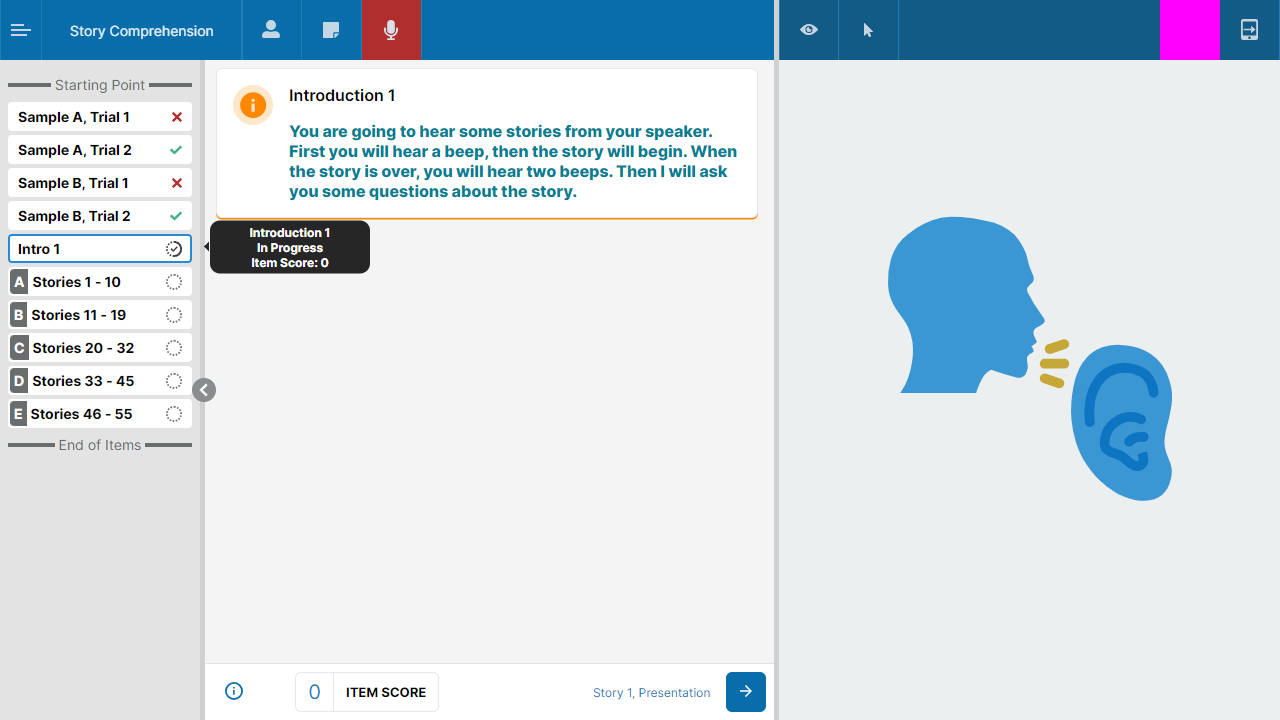 Story Comprehension
Starting Point
Sample A, Trial 1
Sample A, Trial 2
Sample B, Trial 1
Sample B, Trial 2
Intro 1
A Stories 1 - 10
B Stories 11 - 19
C Stories 20 - 32
D Stories 33 - 45
E Stories 46 - 55
End of Items
Introduction 1
You are going to hear some stories from your speaker.
First you will hear a beep, then the story will begin. When
the story is over, you will hear two beeps. Then I will ask
you some questions about the story.
Introduction 1
In Progress
Item Score: 0
0 ITEM SCORE
Story 1, Presentation